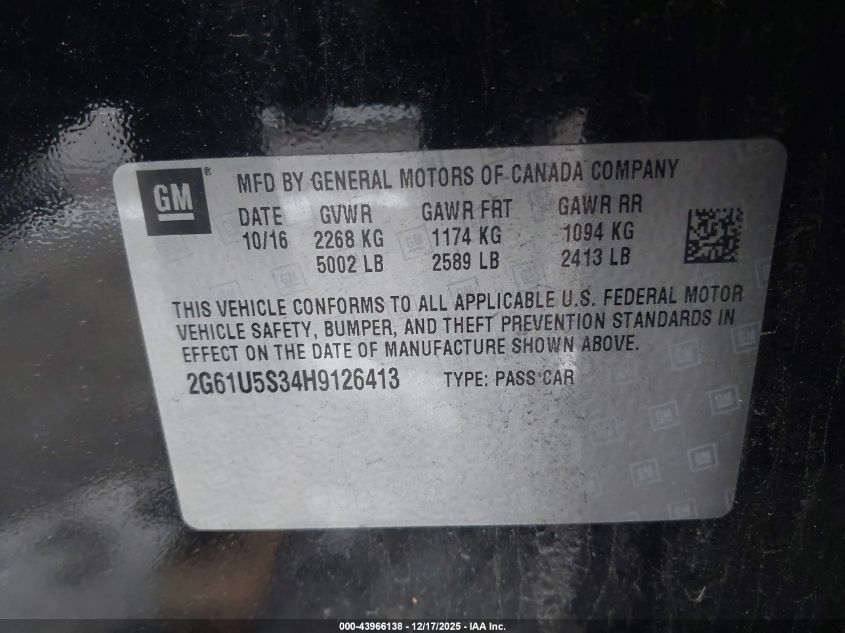 GM ®
MFD BY GENERAL MOTORS OF CANADA COMPANY
DATE GVWR GAWR FRT GAWR RR
10/16 2268 KG 1174 KG 1094 KG
5002 LB 2589 LB 2413 LB
THIS VEHICLE CONFORMS TO ALL APPLICABLE U.S. FEDERAL MOTOR
VEHICLE SAFETY, BUMPER, AND THEFT PREVENTION STANDARDS IN
EFFECT ON THE DATE OF MANUFACTURE SHOWN ABOVE.
2G61U5S34H9126413 TYPE: PASS CAR
000-43966138 - 12/17/2025 - IAA Inc.